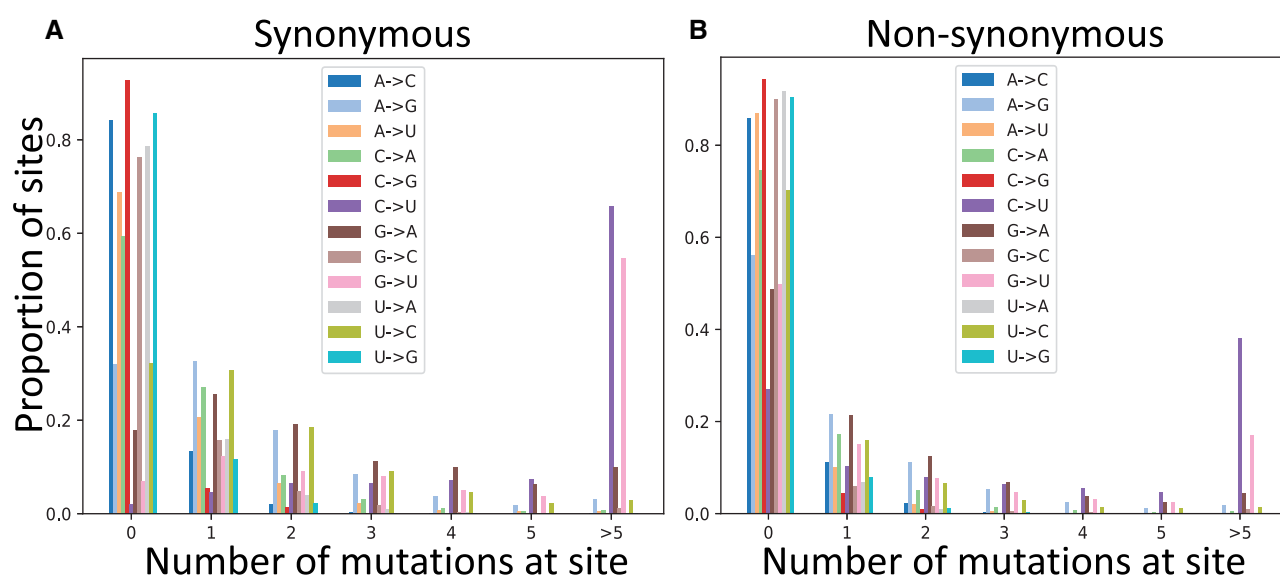 A
Synonymous
Proportion of sites
0.0
0.2
0.4
0.6
0.8
A->C
A->G
A->U
C->A
C->G
C->U
G->A
G->C
G->U
U->A
U->C
U->G
0 1 2 3 4 5 >5
Number of mutations at site
B
Non-synonymous
0.0
0.2
0.4
0.6
0.8
A->C
A->G
A->U
C->A
C->G
C->U
G->A
G->C
G->U
U->A
U->C
U->G
0 1 2 3 4 5 >5
Number of mutations at site